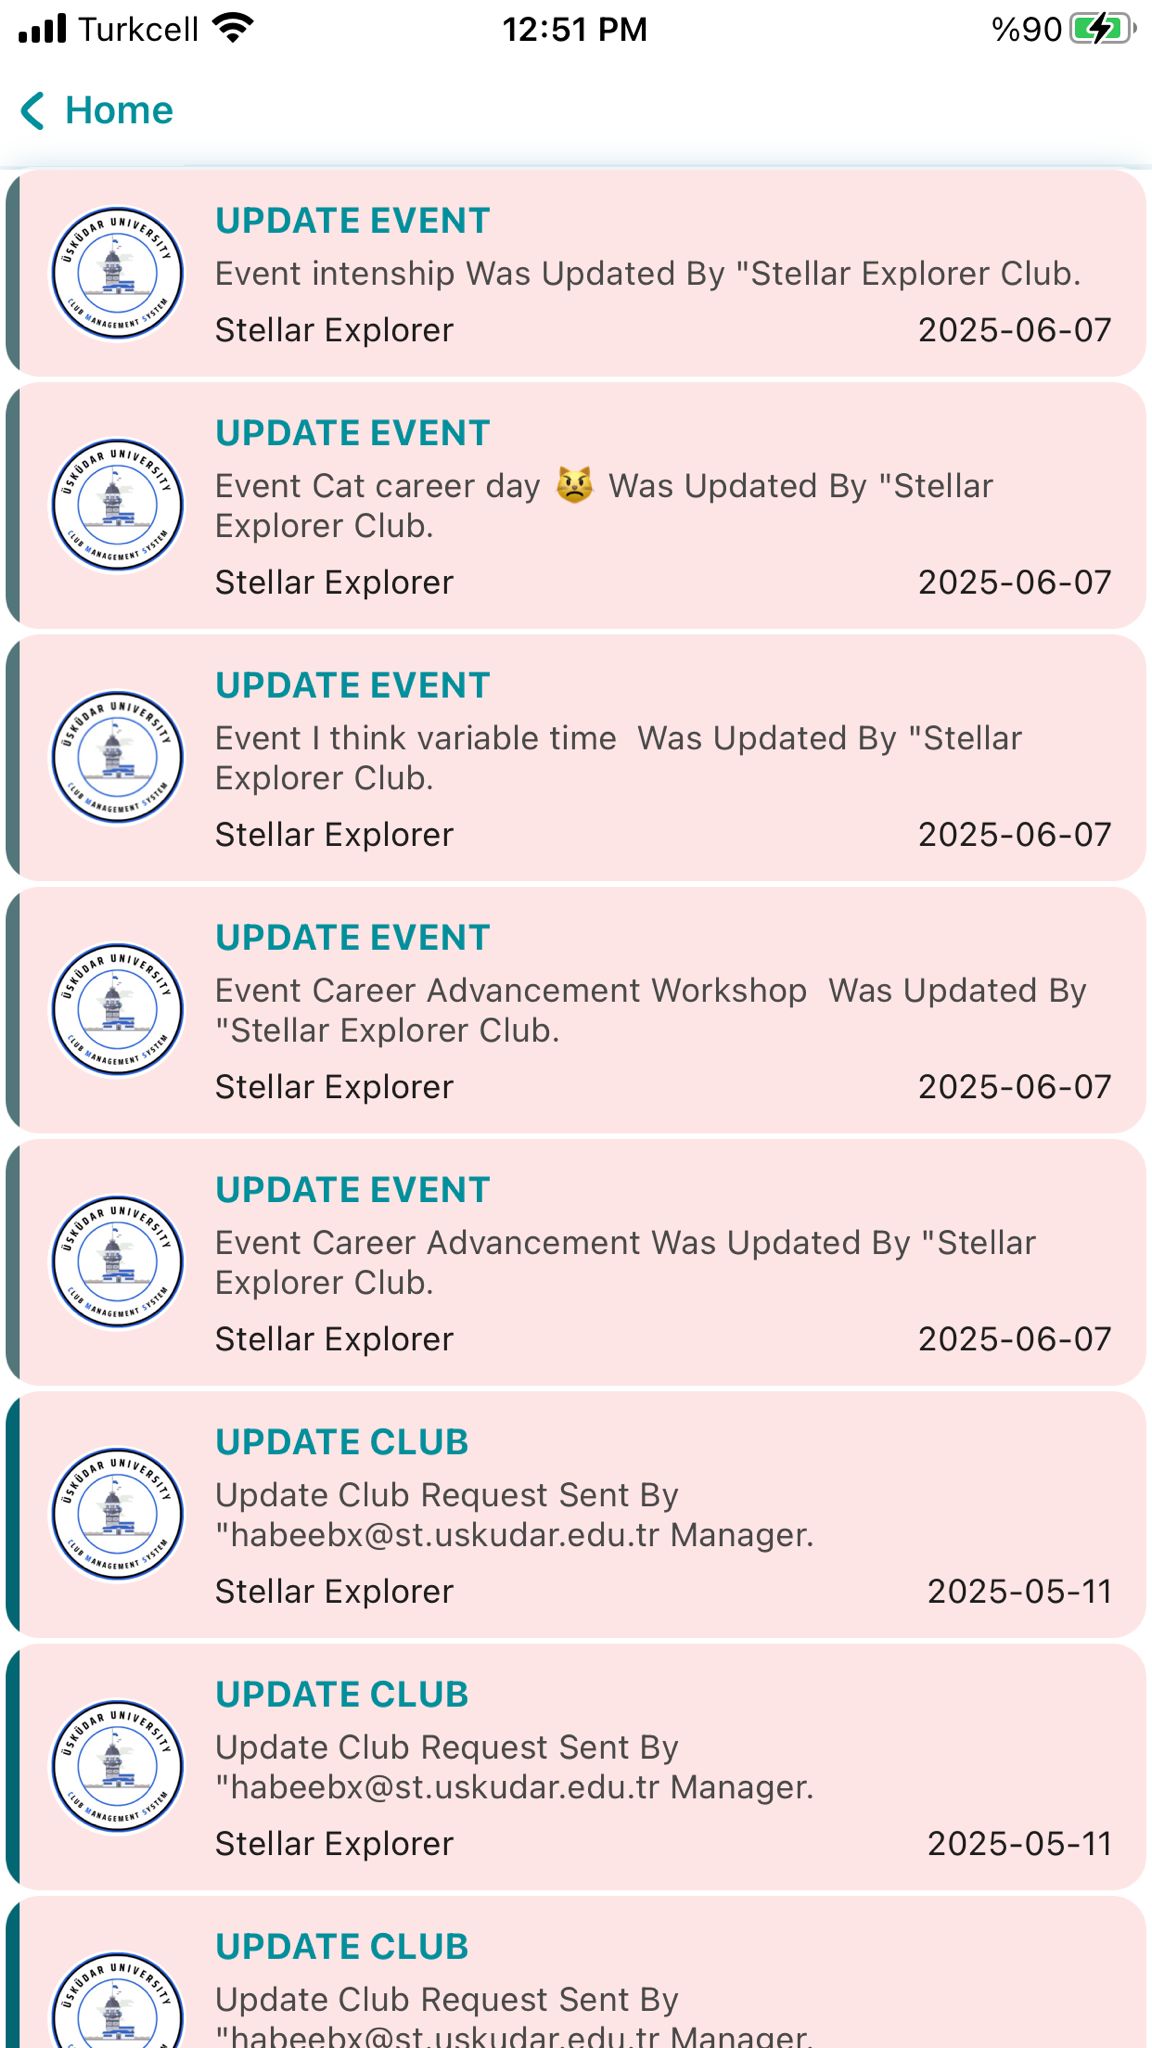 Turkcell 12:51 PM %90
Home
UPDATE EVENT
Event intenship Was Updated By "Stellar Explorer Club.
Stellar Explorer 2025-06-07
UPDATE EVENT
Event Cat career day 😾 Was Updated By "Stellar
Explorer Club.
Stellar Explorer 2025-06-07
UPDATE EVENT
Event I think variable time  Was Updated By "Stellar
Explorer Club.
Stellar Explorer 2025-06-07
UPDATE EVENT
Event Career Advancement Workshop  Was Updated By
"Stellar Explorer Club.
Stellar Explorer 2025-06-07
UPDATE EVENT
Event Career Advancement Was Updated By "Stellar
Explorer Club.
Stellar Explorer 2025-06-07
UPDATE CLUB
Update Club Request Sent By
"habeebx@st.uskudar.edu.tr Manager.
Stellar Explorer 2025-05-11
UPDATE CLUB
Update Club Request Sent By
"habeebx@st.uskudar.edu.tr Manager.
Stellar Explorer 2025-05-11
UPDATE CLUB
Update Club Request Sent By
"habeebx@st.uskudar.edu.tr Manager.
ÜSKÜDAR UNIVERSITY
CLUB MANAGEMENT SYSTEM
ÜSKÜDAR UNIVERSITY
CLUB MANAGEMENT SYSTEM
ÜSKÜDAR UNIVERSITY
CLUB MANAGEMENT SYSTEM
ÜSKÜDAR UNIVERSITY
CLUB MANAGEMENT SYSTEM
ÜSKÜDAR UNIVERSITY
CLUB MANAGEMENT SYSTEM
ÜSKÜDAR UNIVERSITY
CLUB MANAGEMENT SYSTEM
ÜSKÜDAR UNIVERSITY
CLUB MANAGEMENT SYSTEM
ÜSKÜDAR UNIVERSITY